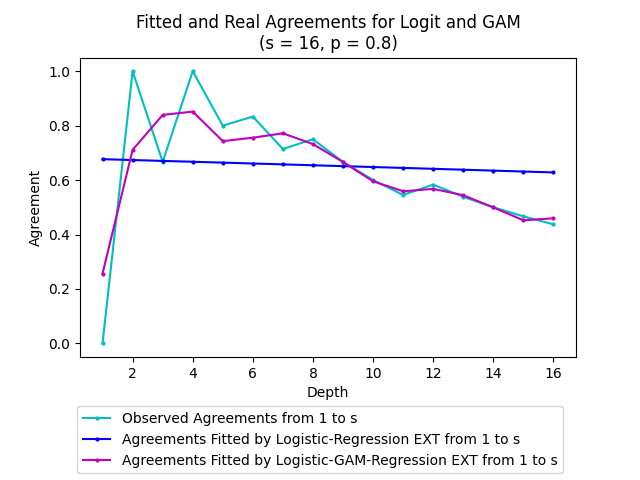 Fitted and Real Agreements for Logit and GAM
(s = 16, p = 0.8)
1.0
0.8
0.6
0.4
0.2
0.0
Agreement
2 4 6 8 10 12 14 16
Depth
Observed Agreements from 1 to s
Agreements Fitted by Logistic-Regression EXT from 1 to s
Agreements Fitted by Logistic-GAM-Regression EXT from 1 to s